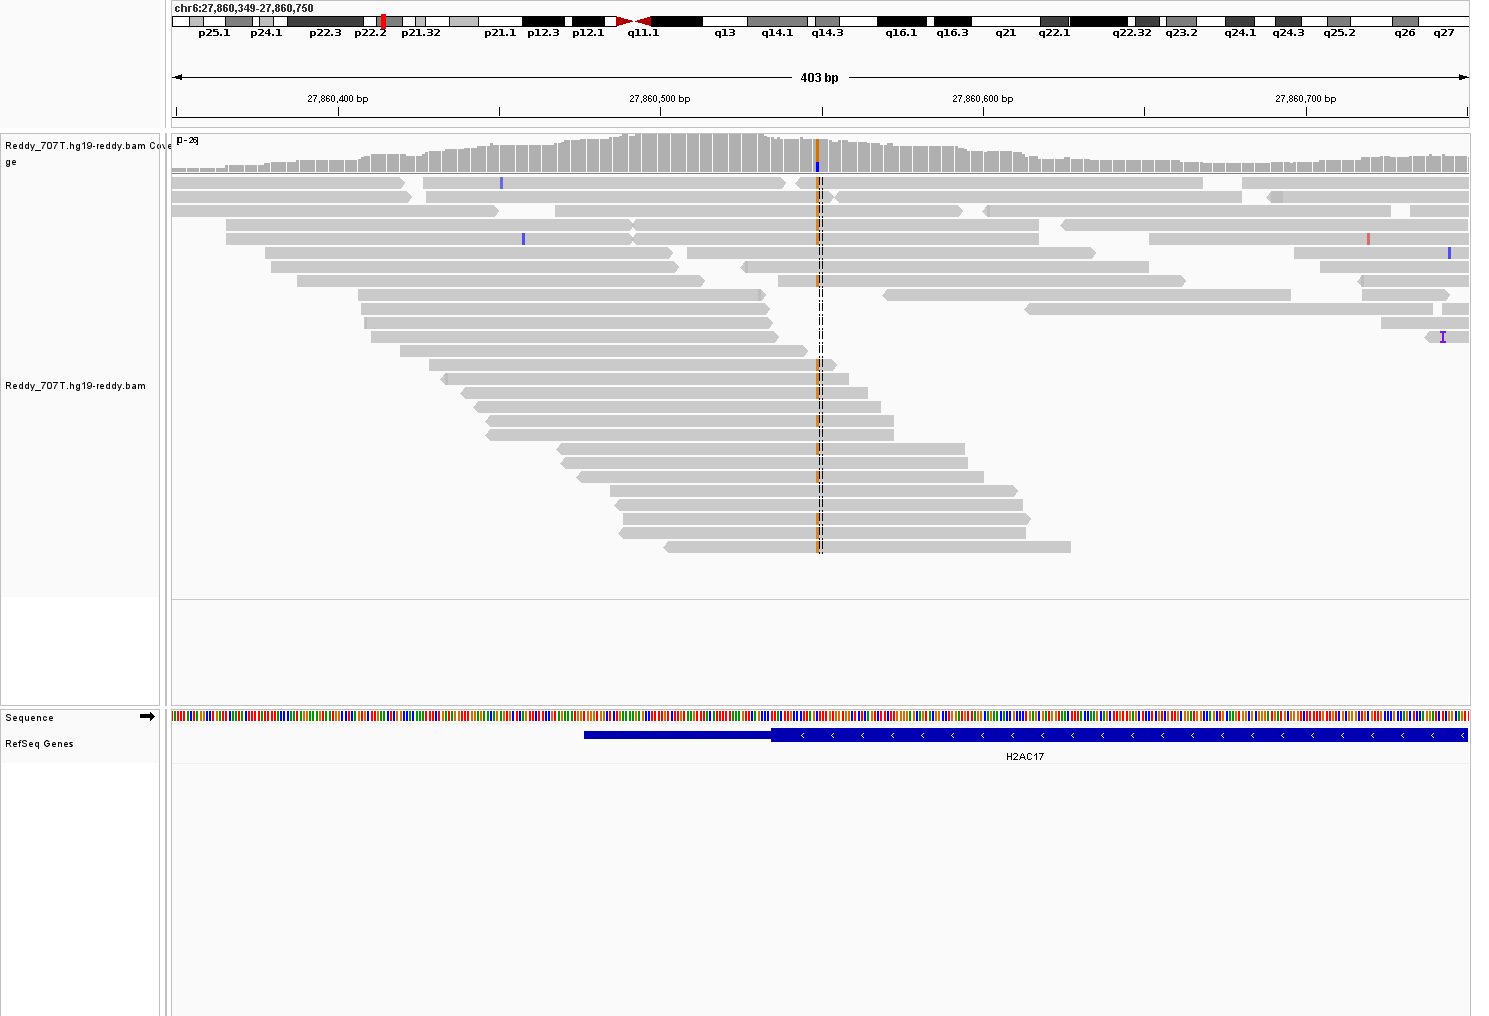 chr6:27,860,349-27,860,750
p25.1 p24.1 p22.3 p22.2 p21.32 p21.1 p12.3 p12.1 q11.1 q13 q14.1 q14.3 q16.1 q16.3 q21 q22.1 q22.32 q23.2 q24.1 q24.3 q25.2 q26 q27
403 bp
27,860,400 bp 27,860,500 bp 27,860,600 bp 27,860,700 bp
Reddy_707T.hg19-reddy.bam Cove
ge
[0-26]
I
Reddy_707T.hg19-reddy.bam
Sequence
RefSeq Genes
H2AC17